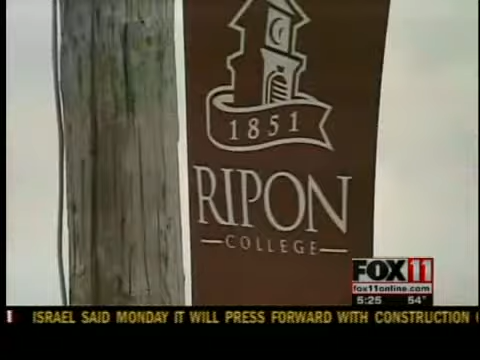 1851
RIPON
COLLEGE
FOX 11
fox11online.com
5:25 54°
ISRAEL SAID MONDAY IT WILL PRESS FORWARD WITH CONSTRUCTION